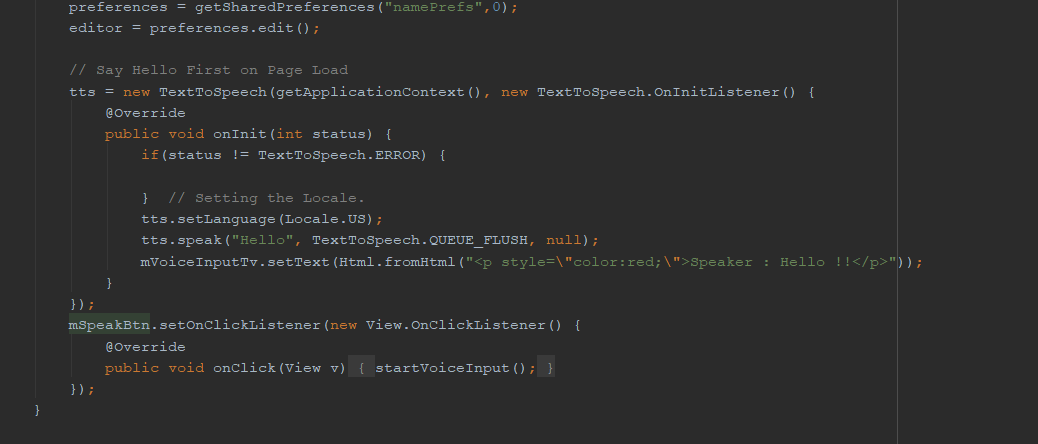 preferences = getSharedPreferences("namePrefs",0);
editor = preferences.edit();
// Say Hello First on Page Load
tts = new TextToSpeech(getApplicationContext(), new TextToSpeech.OnInitListener() {
@Override
public void onInit(int status) {
if(status != TextToSpeech.ERROR) {
}  // Setting the Locale.
tts.setLanguage(Locale.US);
tts.speak("Hello", TextToSpeech.QUEUE_FLUSH, null);
mVoiceInputTv.setText(Html.fromHtml("<p style=\"color:red;\">Speaker : Hello !!</p>"));
}
});
mSpeakBtn.setOnClickListener(new View.OnClickListener() {
@Override
public void onClick(View v) { startVoiceInput(); }
});
}